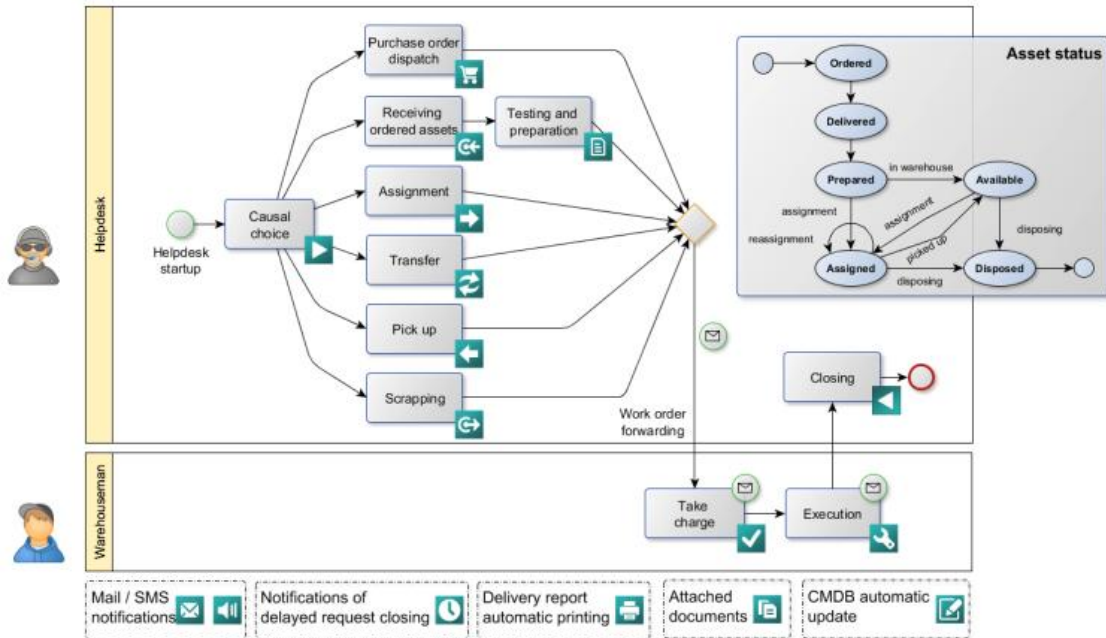 Helpdesk
Helpdesk
startup
Causal
choice
Purchase order
dispatch
Receiving
ordered assets
Testing and
preparation
Assignment
Transfer
Pick up
Scrapping
Work order
forwarding
Closing
Asset status
Ordered
Delivered
Prepared
in warehouse
Available
assignment
assignment
reassignment
picked up
disposing
Assigned
disposing
Disposed
Warehouseman
Take
charge
Execution
Mail / SMS
notifications
Notifications of
delayed request closing
Delivery report
automatic printing
Attached
documents
CMDB automatic
update